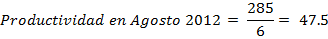 Productividad en Agosto 2012 = 285/6 = 47.5